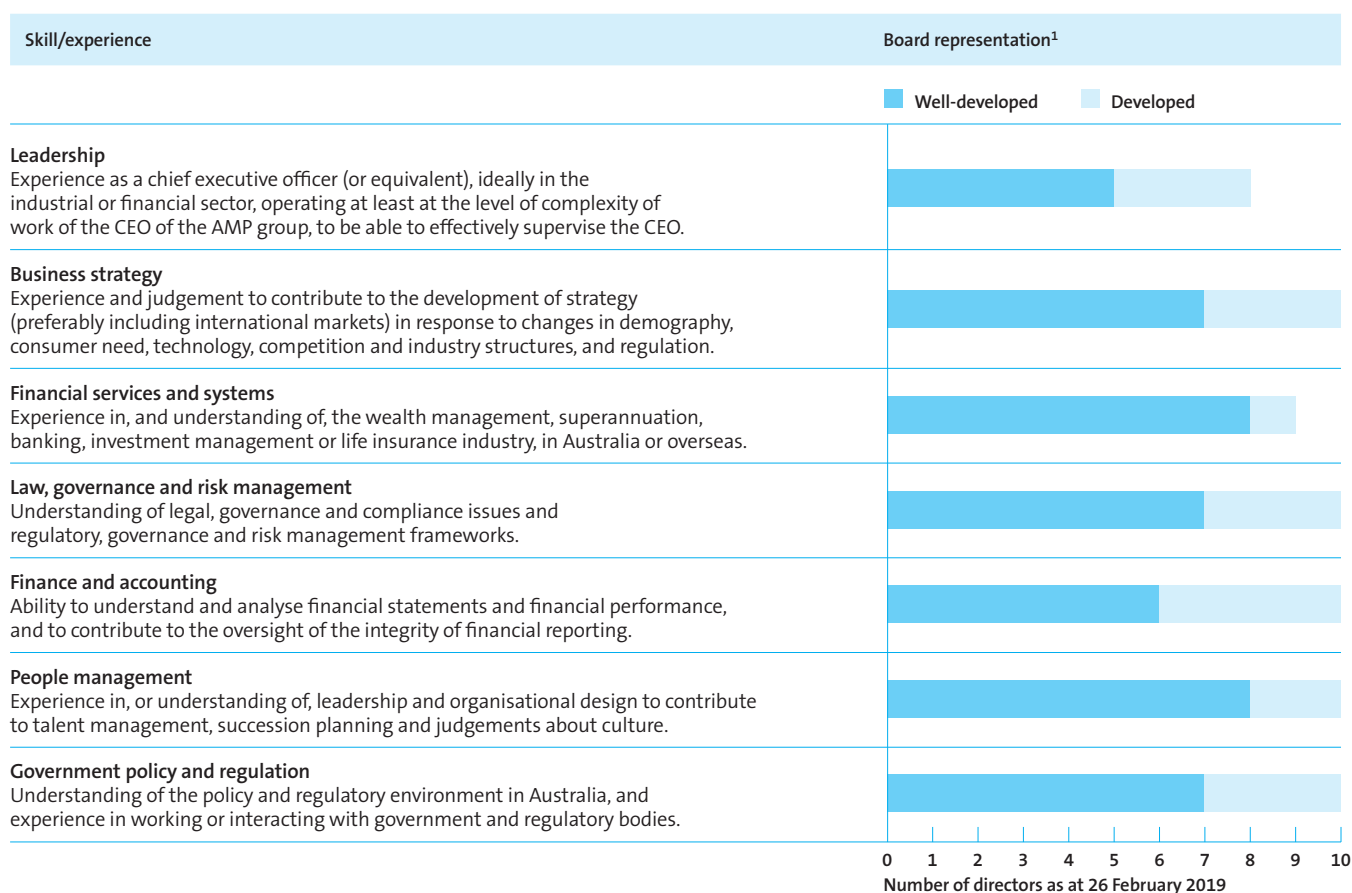 Skill/experience
Board representation¹
Well-developed
Developed
Leadership
Experience as a chief executive officer (or equivalent), ideally in the
industrial or financial sector, operating at least at the level of complexity of
work of the CEO of the AMP group, to be able to effectively supervise the CEO.
Business strategy
Experience and judgement to contribute to the development of strategy
(preferably including international markets) in response to changes in demography,
consumer need, technology, competition and industry structures, and regulation.
Financial services and systems
Experience in, and understanding of, the wealth management, superannuation,
banking, investment management or life insurance industry, in Australia or overseas.
Law, governance and risk management
Understanding of legal, governance and compliance issues and
regulatory, governance and risk management frameworks.
Finance and accounting
Ability to understand and analyse financial statements and financial performance,
and to contribute to the oversight of the integrity of financial reporting.
People management
Experience in, or understanding of, leadership and organisational design to contribute
to talent management, succession planning and judgements about culture.
Government policy and regulation
Understanding of the policy and regulatory environment in Australia, and
experience in working or interacting with government and regulatory bodies.
0 1 2 3 4 5 6 7 8 9 10
Number of directors as at 26 February 2019